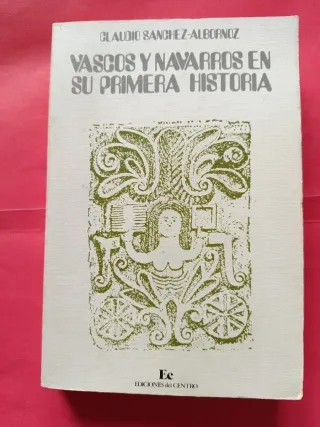 CLAUDIO SANCHEZ-ALBORNOZ
VASCOS Y NAVARROS EN
SU PRIMERA HISTORIA
Ec
EDICIONES del CENTRO